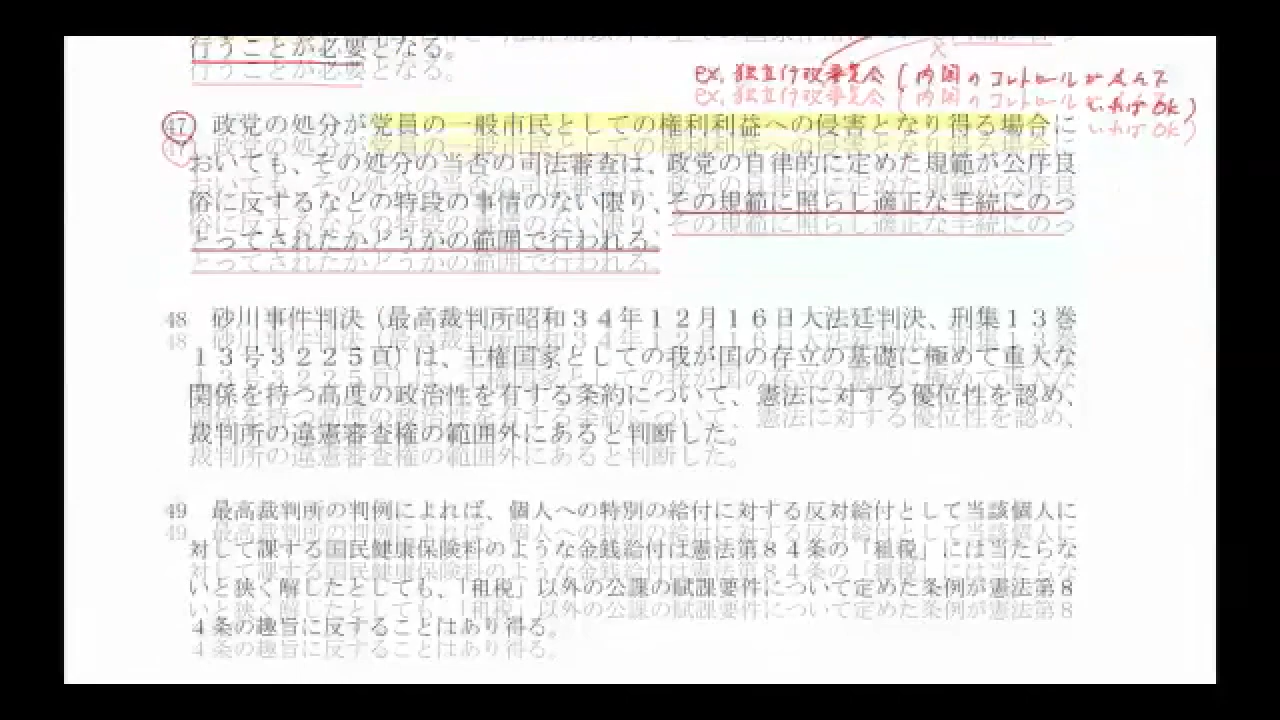 行うことが必要となる。
ex. 独立行政委員会（内閣のコントロールが及んで
いればOK）
47 政党の処分が党員の一般市民としての権利利益への侵害となり得る場合に
おいても、その処分の当否の司法審査は、政党の自律的に定めた規範が公序良
俗に反するなどの特段の事情のない限り、その規範に照らし適正な手続にのっ
とってされたかどうかの範囲で行われる。
48 砂川事件判決（最高裁判所昭和３４年１２月１６日大法廷判決、刑集１３巻
１３号３２２５頁）は、主権国家としての我が国の存立の基礎に極めて重大な
関係を持つ高度の政治性を有する条約について、憲法に対する優位性を認め、
裁判所の違憲審査権の範囲外にあると判断した。
49 最高裁判所の判例によれば、個人への特別の給付に対する反対給付として当該個人に
対して課する国民健康保険料のような金銭給付は憲法第８４条の「租税」には当たらな
いと狭く解したとしても、「租税」以外の公課の賦課要件について定めた条例が憲法第８
４条の趣旨に反することはあり得る。